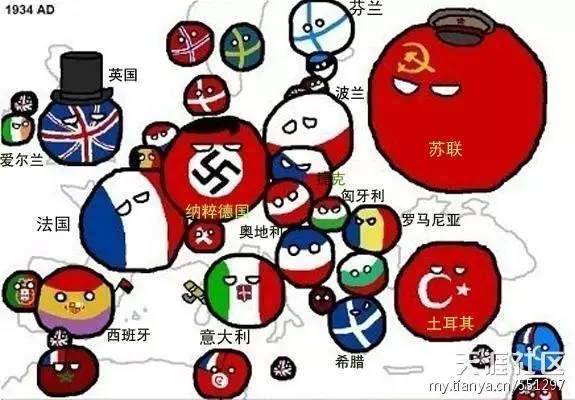 1934 AD
芬兰
英国
波兰
苏联
爱尔兰
捷克
匈牙利
纳粹德国
法国
奥地利
罗马尼亚
土耳其
西班牙
意大利
希腊
天涯社区
my.tianya.cn/551297